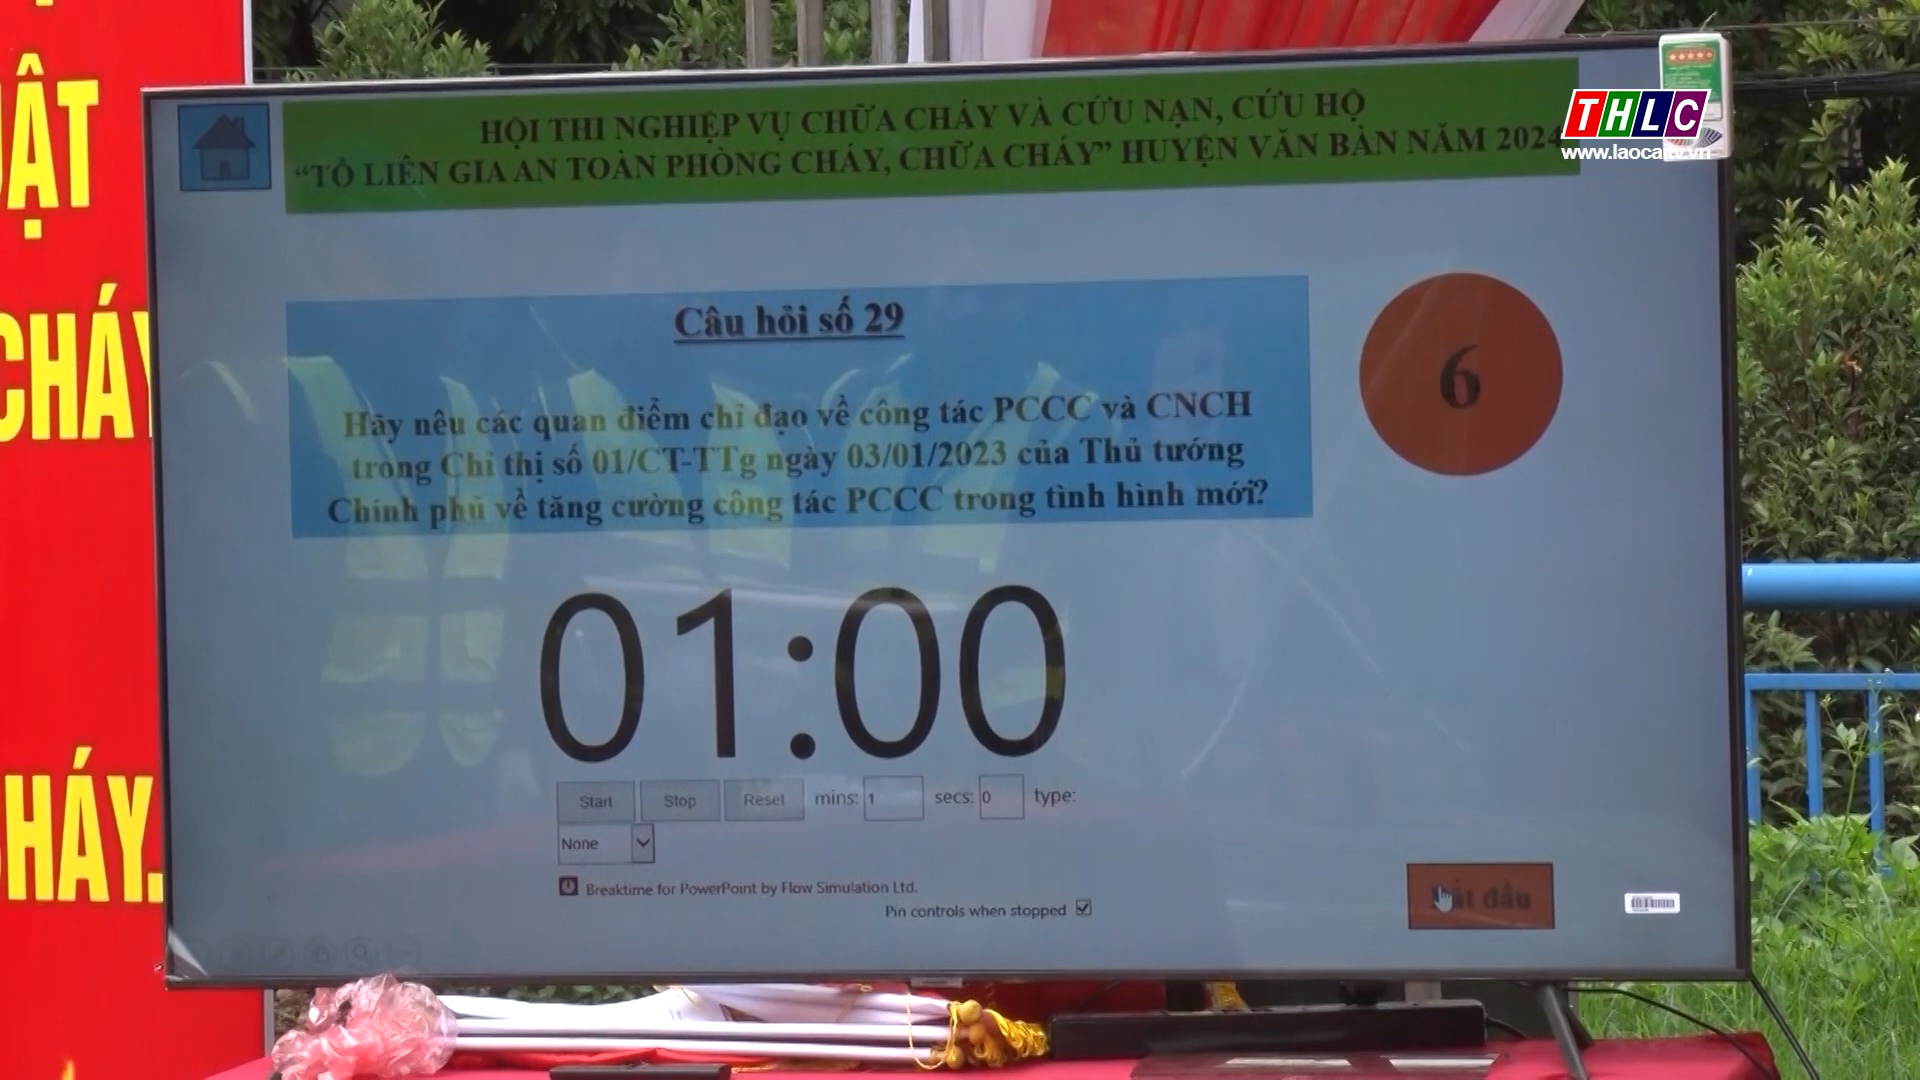 UẬT
CHÁY
CHÁY.
THLC
HỘI THI NGHIỆP VỤ CHỮA CHÁY VÀ CỨU NẠN, CỨU HỘ
“TỔ LIÊN GIA AN TOÀN PHÒNG CHÁY, CHỮA CHÁY” HUYỆN VĂN BÀN NĂM 2024
Câu hỏi số 29
Hãy nêu các quan điểm chỉ đạo về công tác PCCC và CNCH
trong Chỉ thị số 01/CT-TTg ngày 03/01/2023 của Thủ tướng
Chính phủ về tăng cường công tác PCCC trong tình hình mới?
6
01:00
Start Stop Reset mins: 1 secs: 0 type:
None
Breaktime for PowerPoint by Flow Simulation Ltd.
Pin controls when stopped
đầu